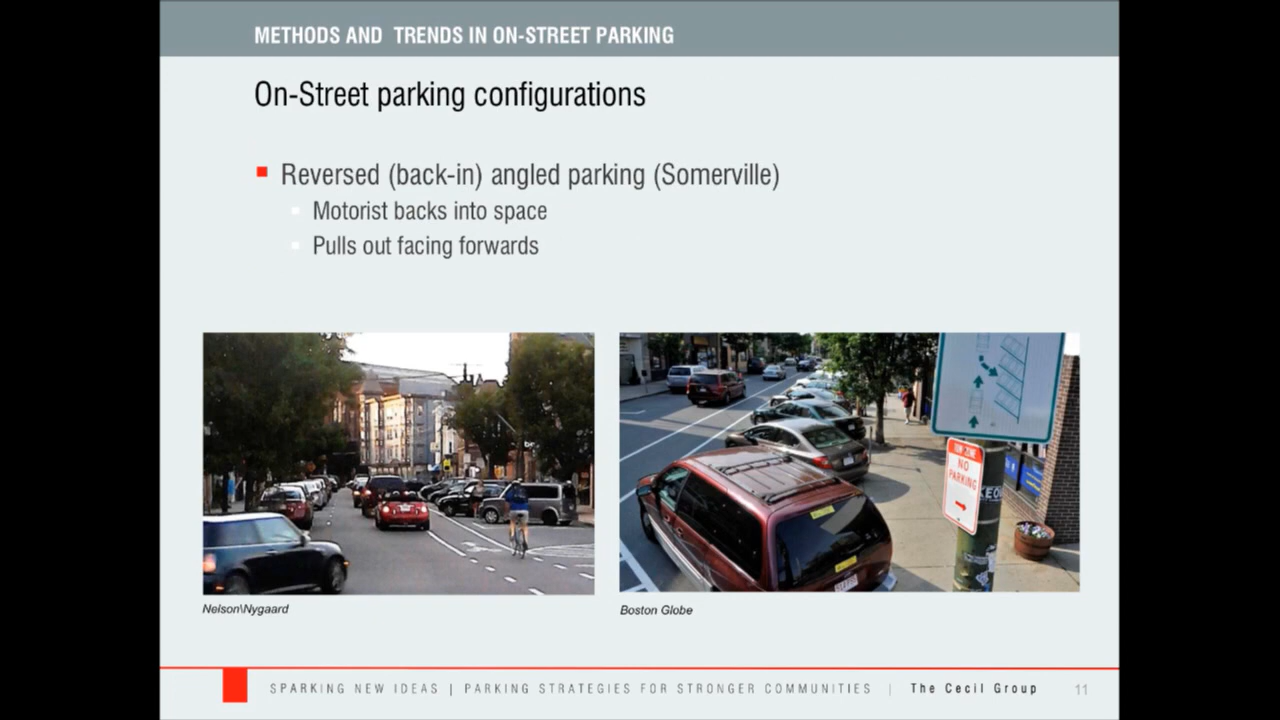 METHODS AND TRENDS IN ON-STREET PARKING
On-Street parking configurations
Reversed (back-in) angled parking (Somerville)
Motorist backs into space
Pulls out facing forwards
TOW ZONE
NO
PARKING
Nelson\Nygaard
Boston Globe
SPARKING NEW IDEAS | PARKING STRATEGIES FOR STRONGER COMMUNITIES | The Cecil Group 11